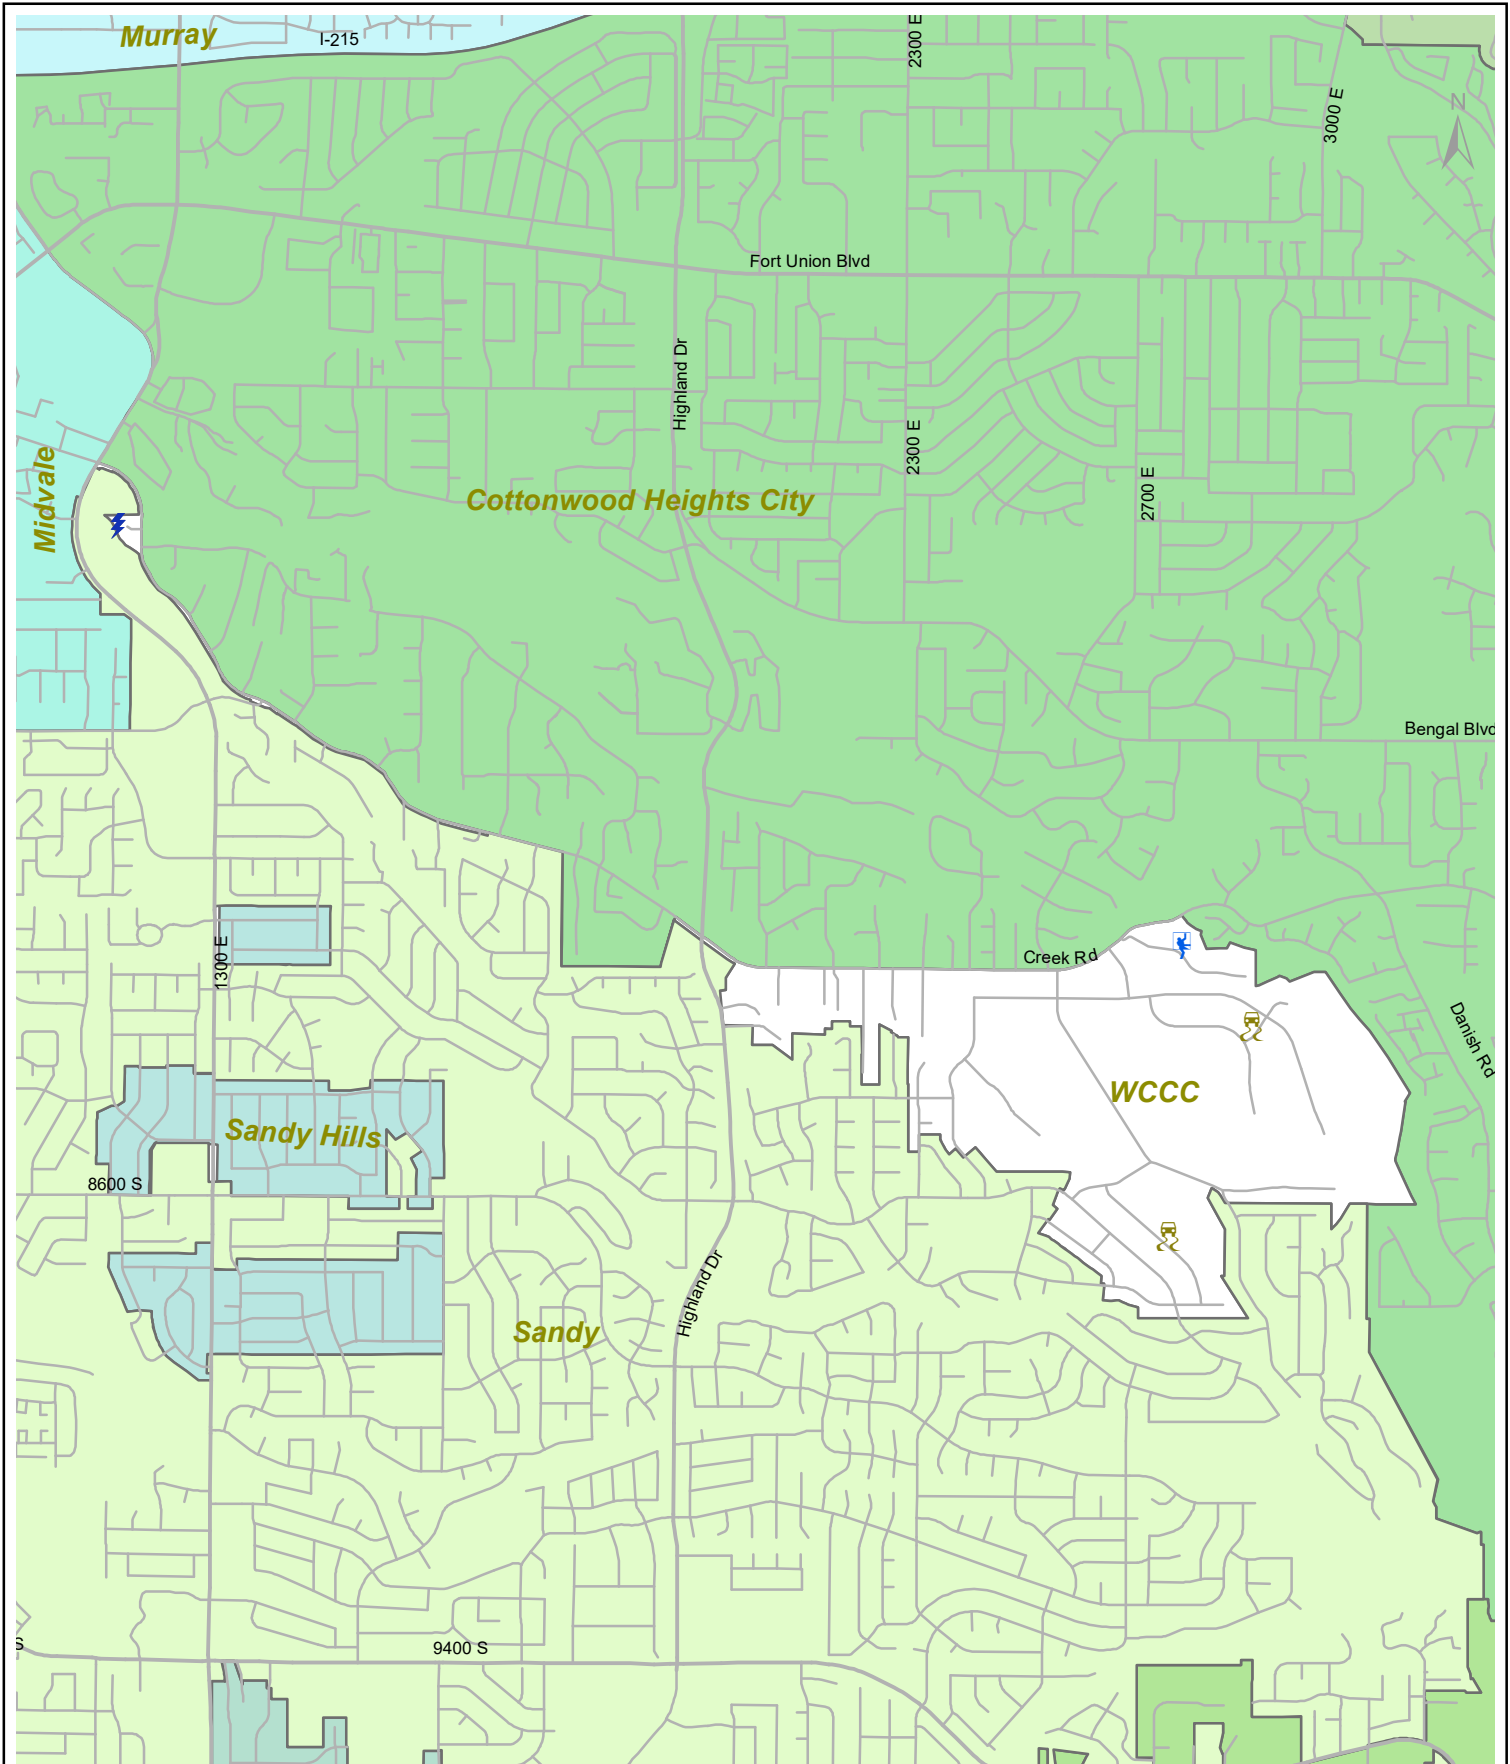 Murray
I-215
2300 E
3000 E
N
Fort Union Blvd
Highland Dr
2300 E
Midvale
2700 E
Cottonwood Heights City
Bengal Blvd
1300 E
Creek Rd
Danish Rd
WCCC
Sandy Hills
8600 S
Highland Dr
Sandy
S
9400 S